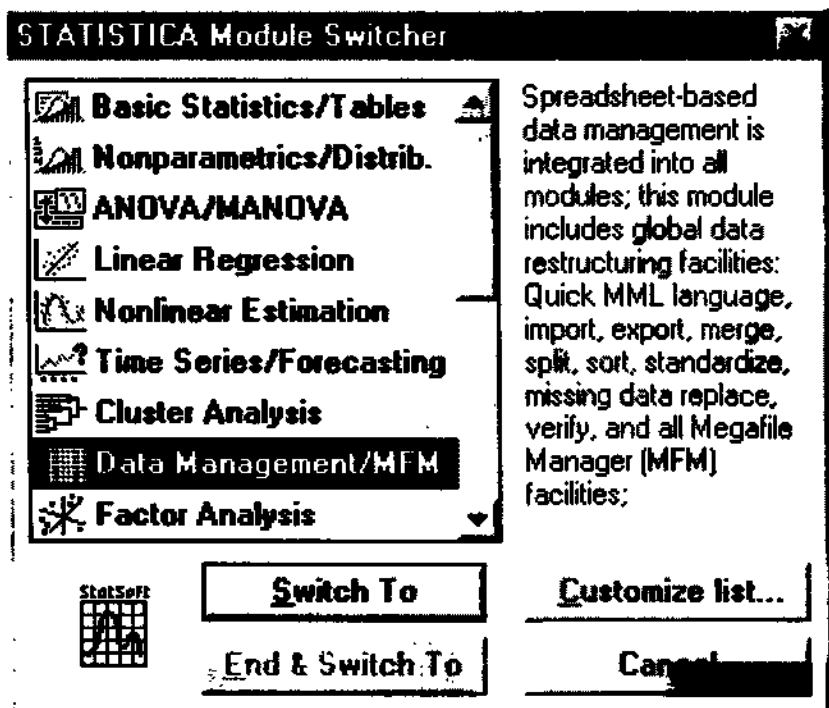 STATISTICA Module Switcher
Basic Statistics/Tables
Nonparametrics/Distrib.
ANOVA/MANOVA
Linear Regression
Nonlinear Estimation
Time Series/Forecasting
Cluster Analysis
Data Management/MFM
Factor Analysis
Spreadsheet-based
data management is
integrated into all
modules; this module
includes global data
restructuring facilities:
Quick MML language,
import, export, merge,
split, sort, standardize,
missing data replace,
verify, and all Megafile
Manager (MFM)
facilities;
StatSoft
Switch To
Customize list...
End & Switch To